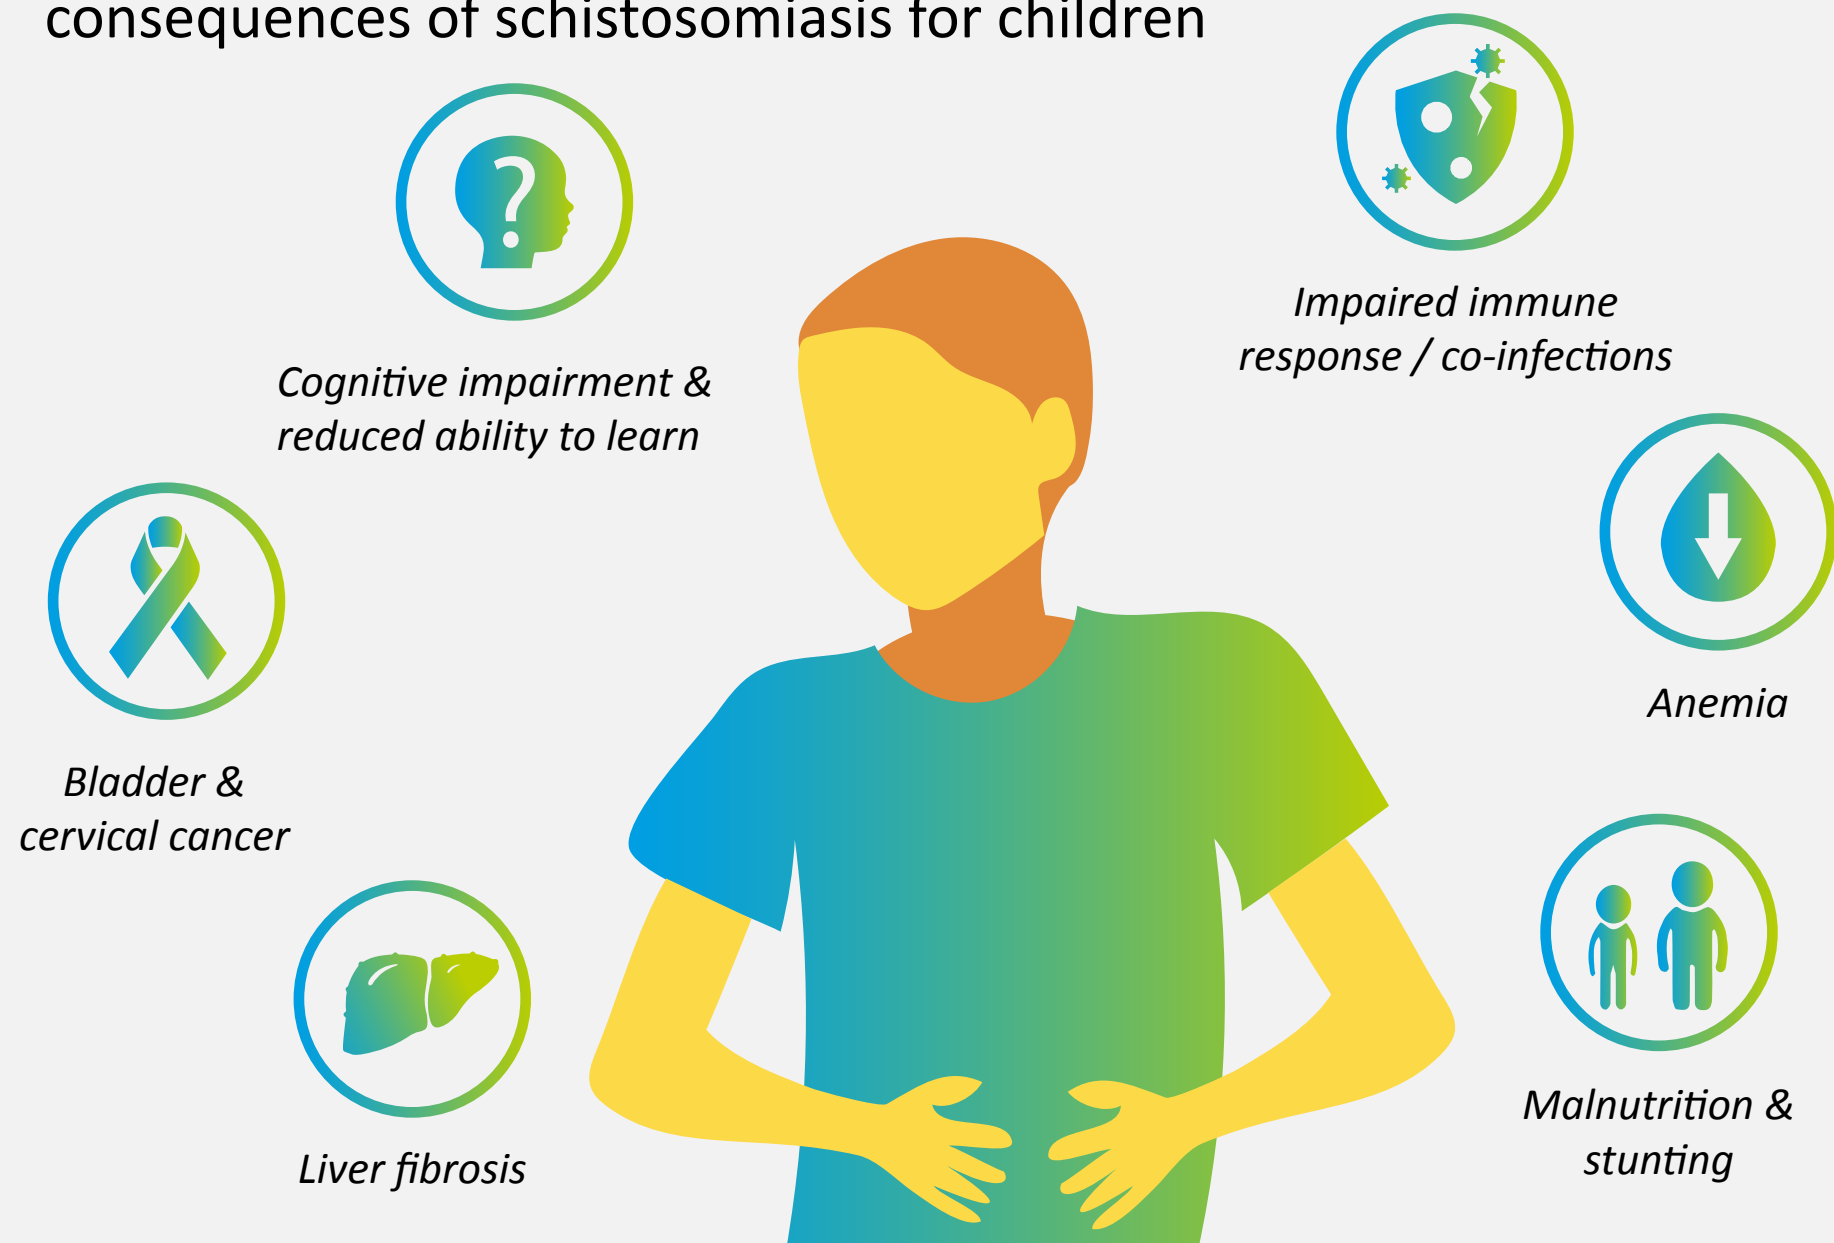 consequences of schistosomiasis for children
Cognitive impairment &
reduced ability to learn
Impaired immune
response / co-infections
Bladder &
cervical cancer
Anemia
Liver fibrosis
Malnutrition &
stunting